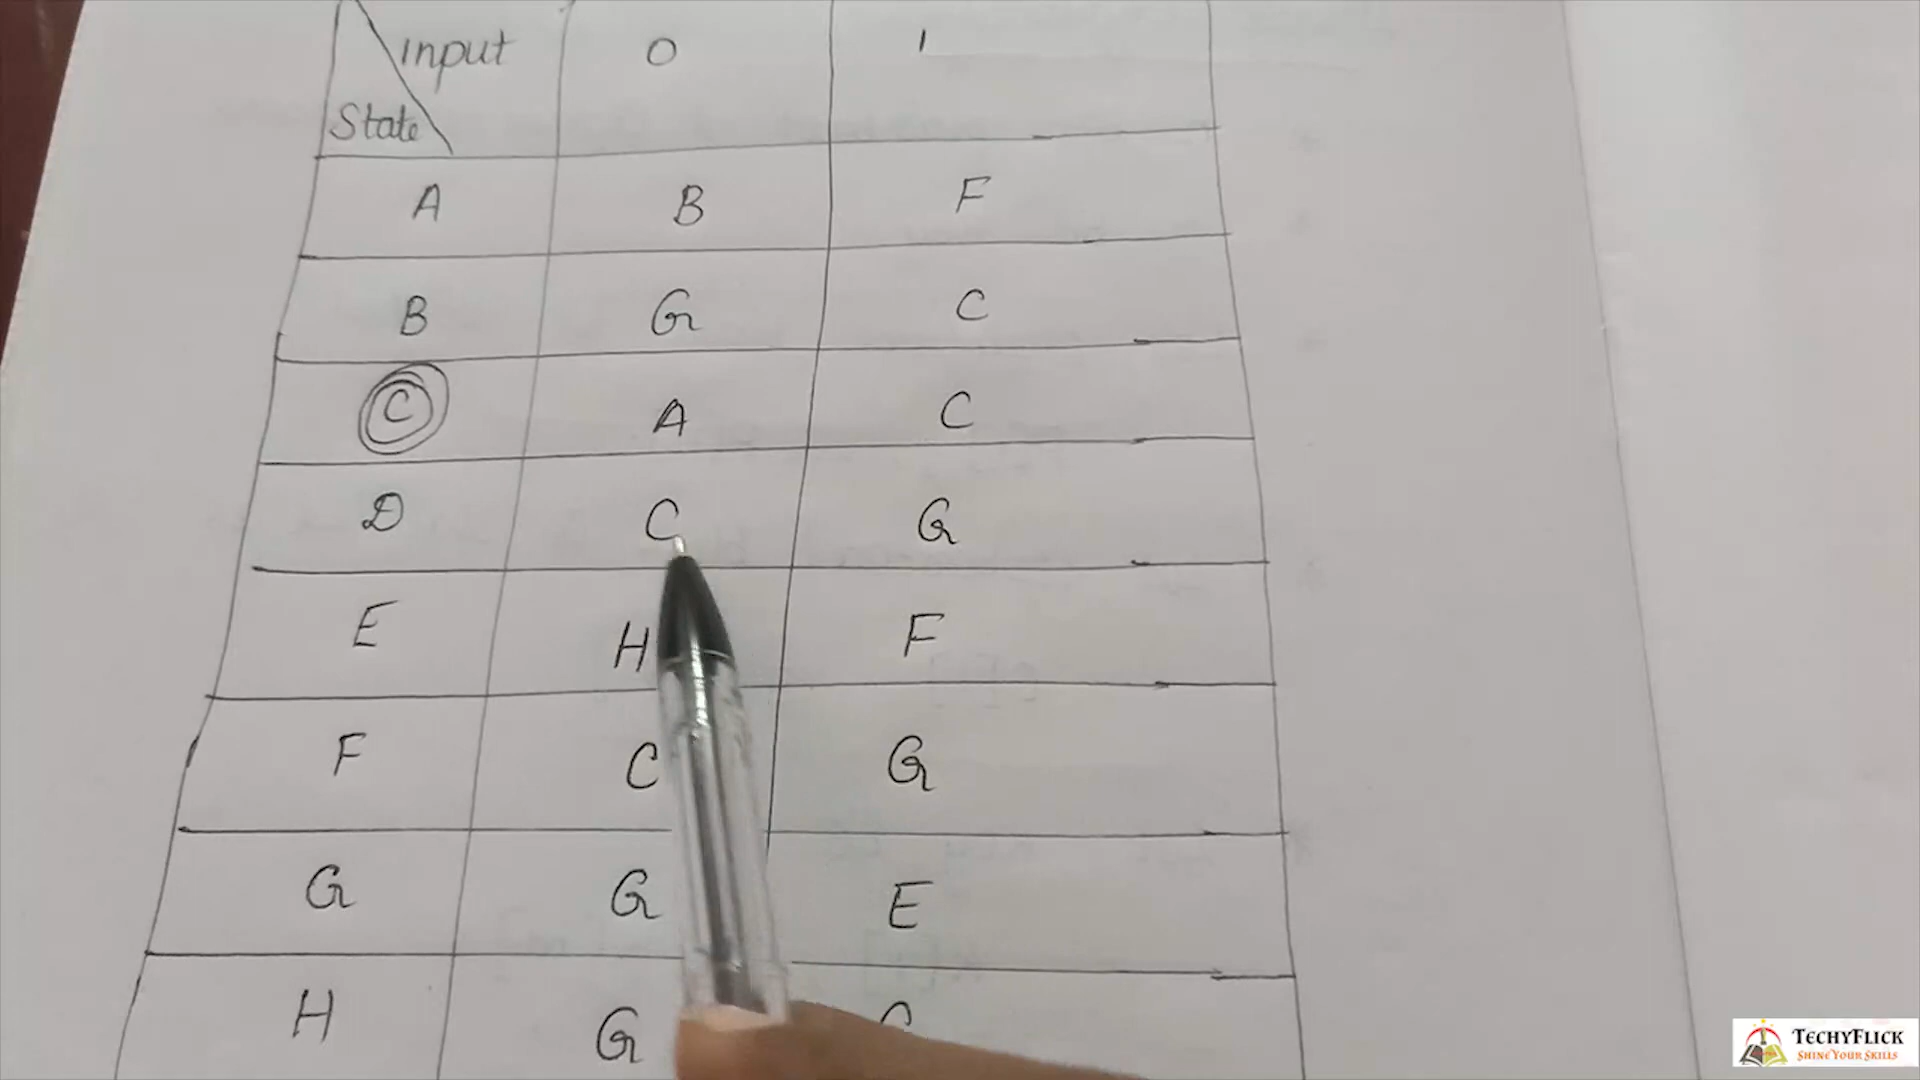 Input 0 1
State
A B F
B G C
C A C
D C G
E H F
F C G
G G E
H G
TECHYFLICK
SHINE YOUR SKILLS